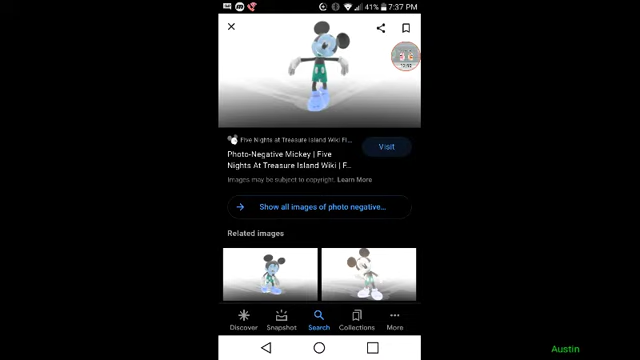 41% 7:37 PM
Five Nights at Treasure Island Wiki Fi...
Photo-Negative Mickey | Five
Nights At Treasure Island Wiki | F...
Visit
Images may be subject to copyright. Learn More
Show all images of photo negative...
Related images
Discover
Snapshot
Search
Collections
More
Austin